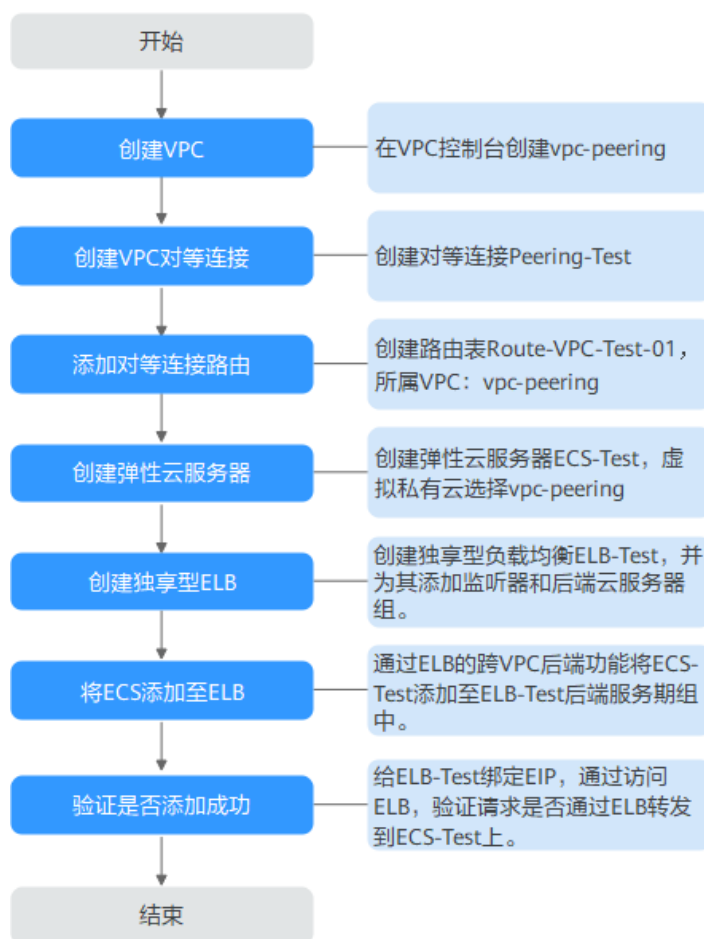 开始
创建VPC
在VPC控制台创建vpc-peering
创建VPC对等连接
创建对等连接Peering-Test
添加对等连接路由
创建路由表Route-VPC-Test-01，
所属VPC：vpc-peering
创建弹性云服务器
创建弹性云服务器ECS-Test，虚
拟私有云选择vpc-peering
创建独享型ELB
创建独享型负载均衡ELB-Test，并
为其添加监听器和后端云服务器
组。
将ECS添加至ELB
通过ELB的跨VPC后端功能将ECS-
Test添加至ELB-Test后端服务期组
中。
验证是否添加成功
给ELB-Test绑定EIP，通过访问
ELB，验证请求是否通过ELB转发
到ECS-Test上。
结束